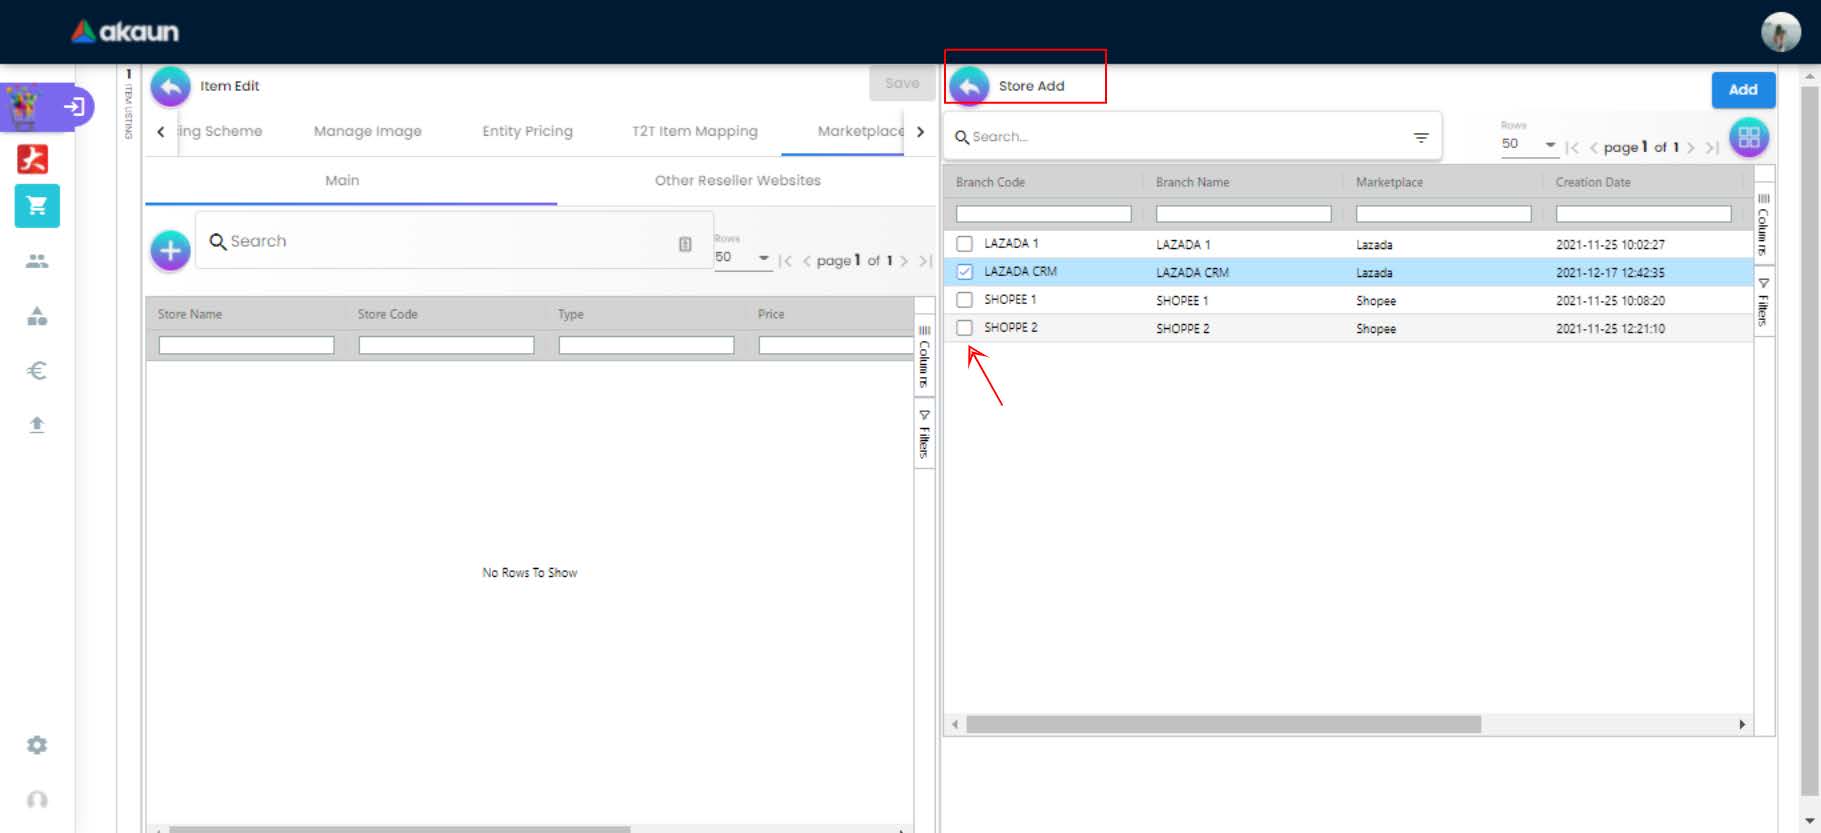 akaun
1 ITEM LISTING
Item Edit
Save
ing Scheme
Manage Image
Entity Pricing
T2T Item Mapping
Marketplace
Main
Other Reseller Websites
Search
Rows
50
page 1 of 1
Store Name
Store Code
Type
Price
Columns
Filters
No Rows To Show
Store Add
Add
Search...
Rows
50
page 1 of 1
Branch Code
Branch Name
Marketplace
Creation Date
LAZADA 1 LAZADA 1 Lazada 2021-11-25 10:02:27
LAZADA CRM LAZADA CRM Lazada 2021-12-17 12:42:35
SHOPEE 1 SHOPEE 1 Shopee 2021-11-25 10:08:20
SHOPPE 2 SHOPPE 2 Shopee 2021-11-25 12:21:10
Columns
Filters